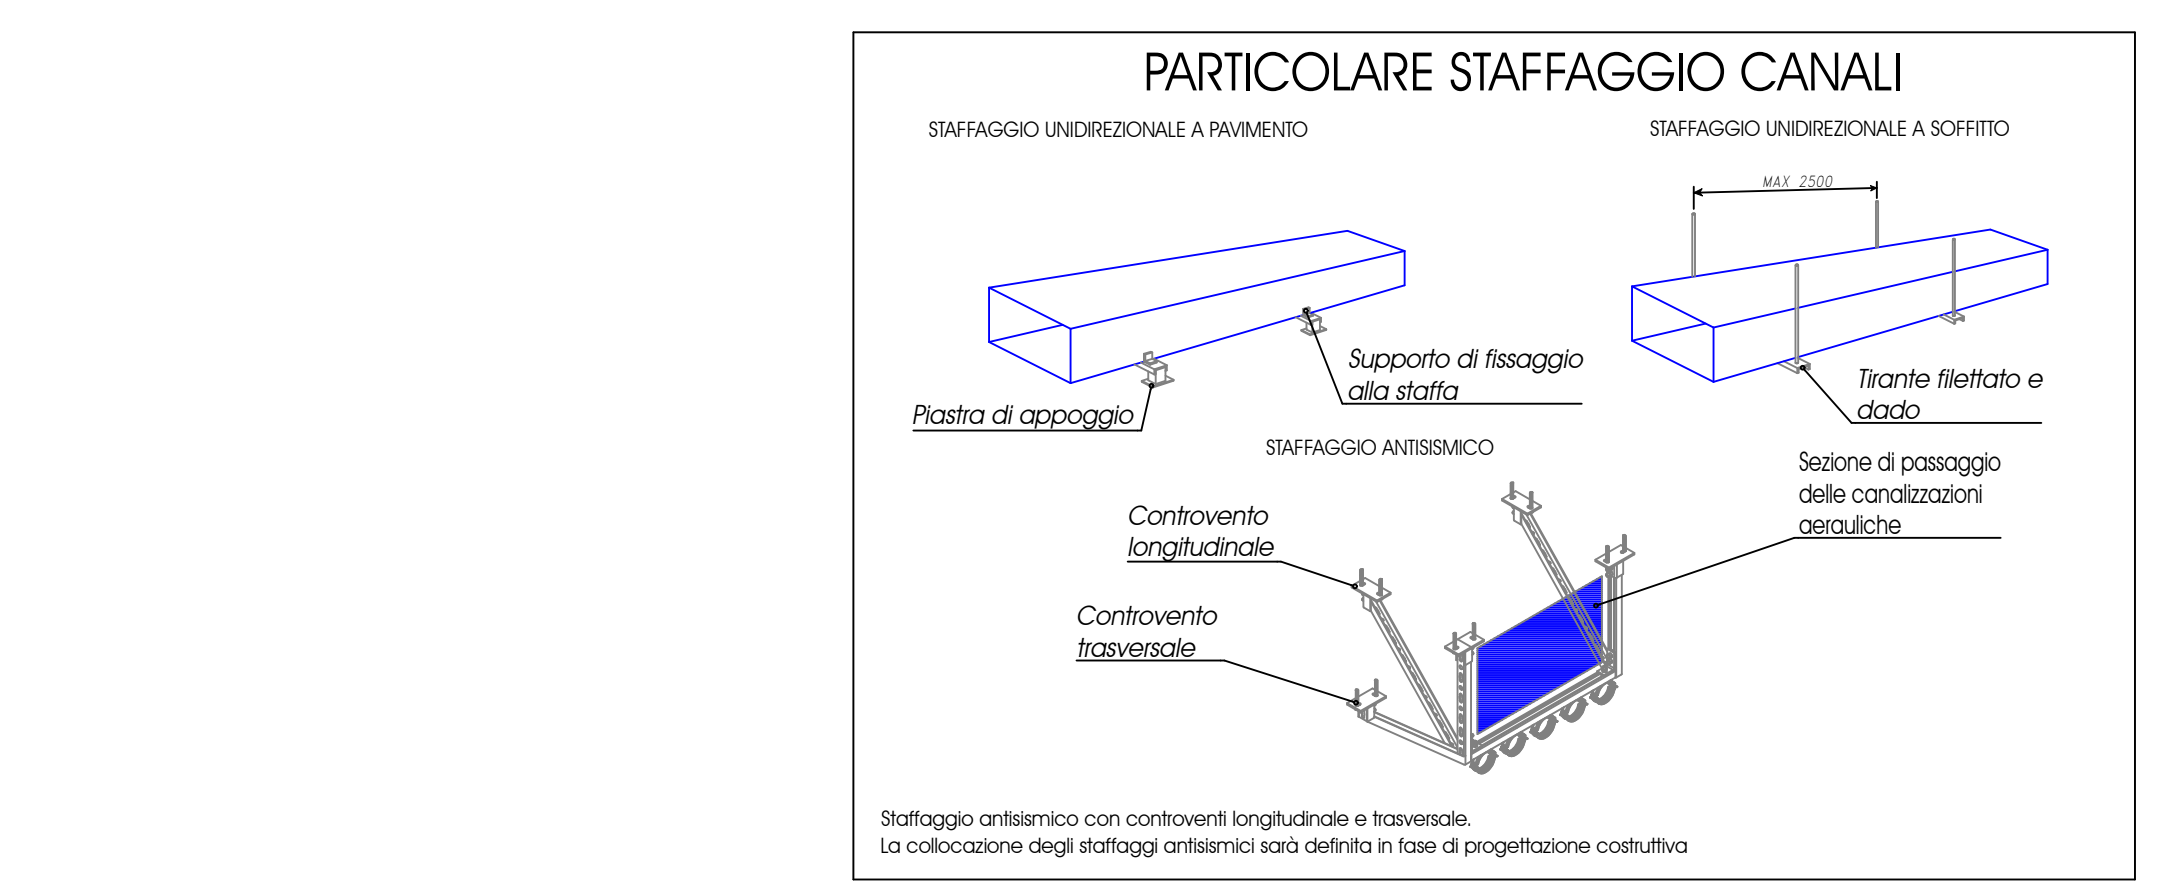 PARTICOLARE STAFFAGGIO CANALI
STAFFAGGIO UNIDIREZIONALE A PAVIMENTO
STAFFAGGIO UNIDIREZIONALE A SOFFITTO
MAX 2500
Supporto di fissaggio
alla staffa
Piastra di appoggio
Tirante filettato e
dado
STAFFAGGIO ANTISISMICO
Sezione di passaggio
delle canalizzazioni
aerauliche
Controvento
longitudinale
Controvento
trasversale
Staffaggio antisismico con controventi longitudinale e trasversale.
La collocazione degli staffaggi antisismici sarà definita in fase di progettazione costruttiva